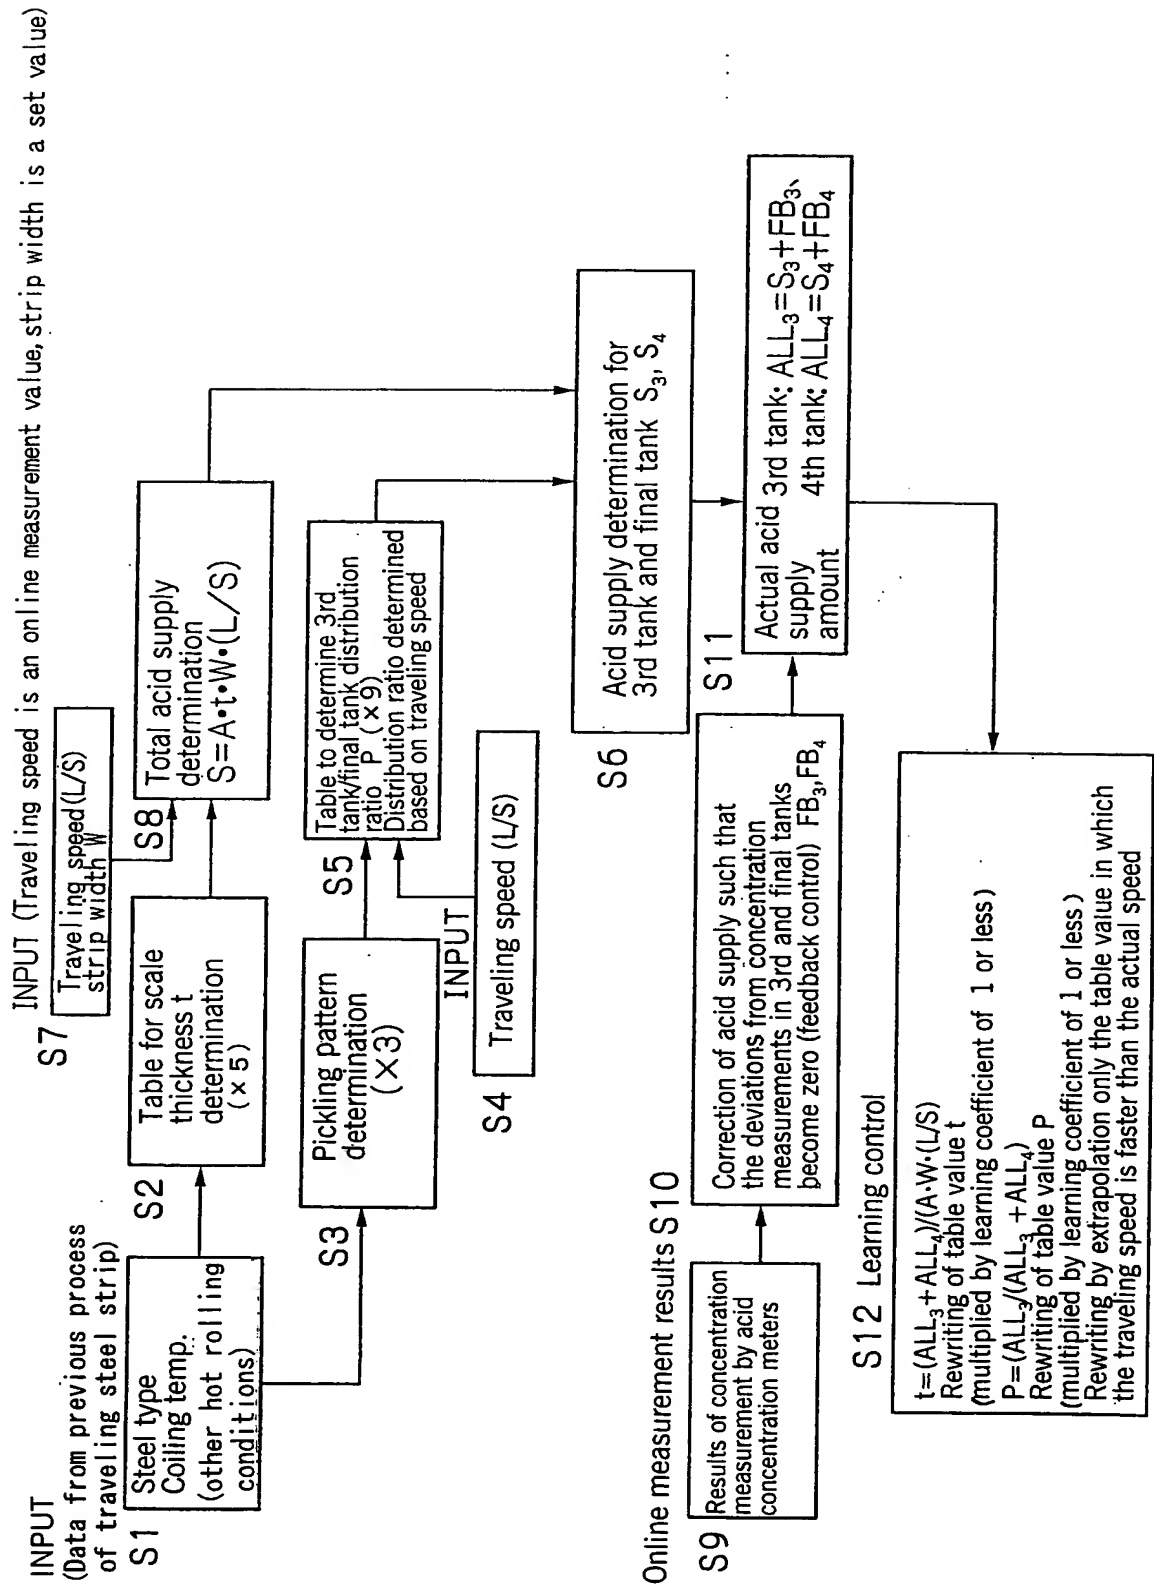 INPUT
(Data from previous process
of traveling steel strip)
S1
Steel type
Coiling temp.
(other hot rolling
conditions)
S2
Table for scale
thickness t
determination
(×5)
S3
Pickling pattern
determination
(×3)
INPUT (Traveling speed is an online measurement value, strip width is a set value)
S7
Traveling speed(L/S)
strip width W
S8
Total acid supply
determination
S=A•t•W•(L/S)
S5
Table to determine 3rd
tank/final tank distribution
ratio P (×9)
Distribution ratio determined
based on traveling speed
INPUT
S4
Traveling speed (L/S)
S6
Acid supply determination for
3rd tank and final tank S₃, S₄
Online measurement results
S9
Results of concentration
measurement by acid
concentration meters
S10
Correction of acid supply such that
the deviations from concentration
measurements in 3rd and final tanks
become zero (feedback control) FB₃,FB₄
S11
Actual acid 3rd tank: ALL₃=S₃+FB₃、
supply 4th tank: ALL₄=S₄+FB₄
amount
S12 Learning control
t=(ALL₃+ALL₄)/(A•W•(L/S)
Rewriting of table value t
(multiplied by learning coefficient of 1 or less)
P=(ALL₃/(ALL₃+ALL₄)
Rewriting of table value P
(multiplied by learning coefficient of 1 or less)
Rewriting by extrapolation only the table value in which
the traveling speed is faster than the actual speed